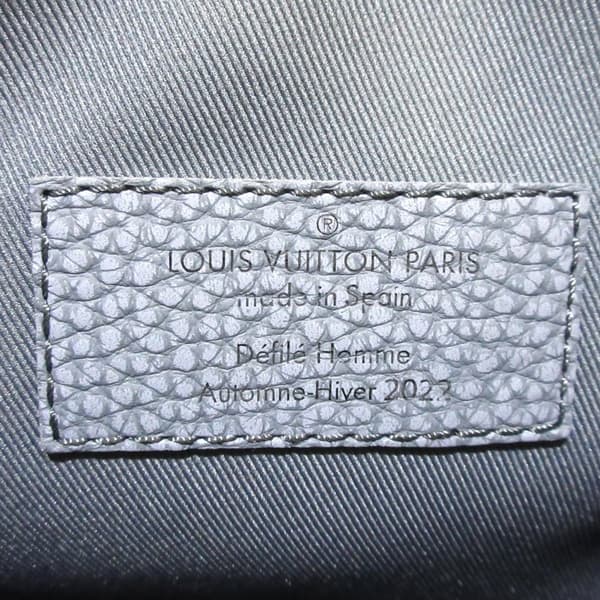 ®
LOUIS VUITTON PARIS
made in Spain
Défilé Homme
Automne-Hiver 2022